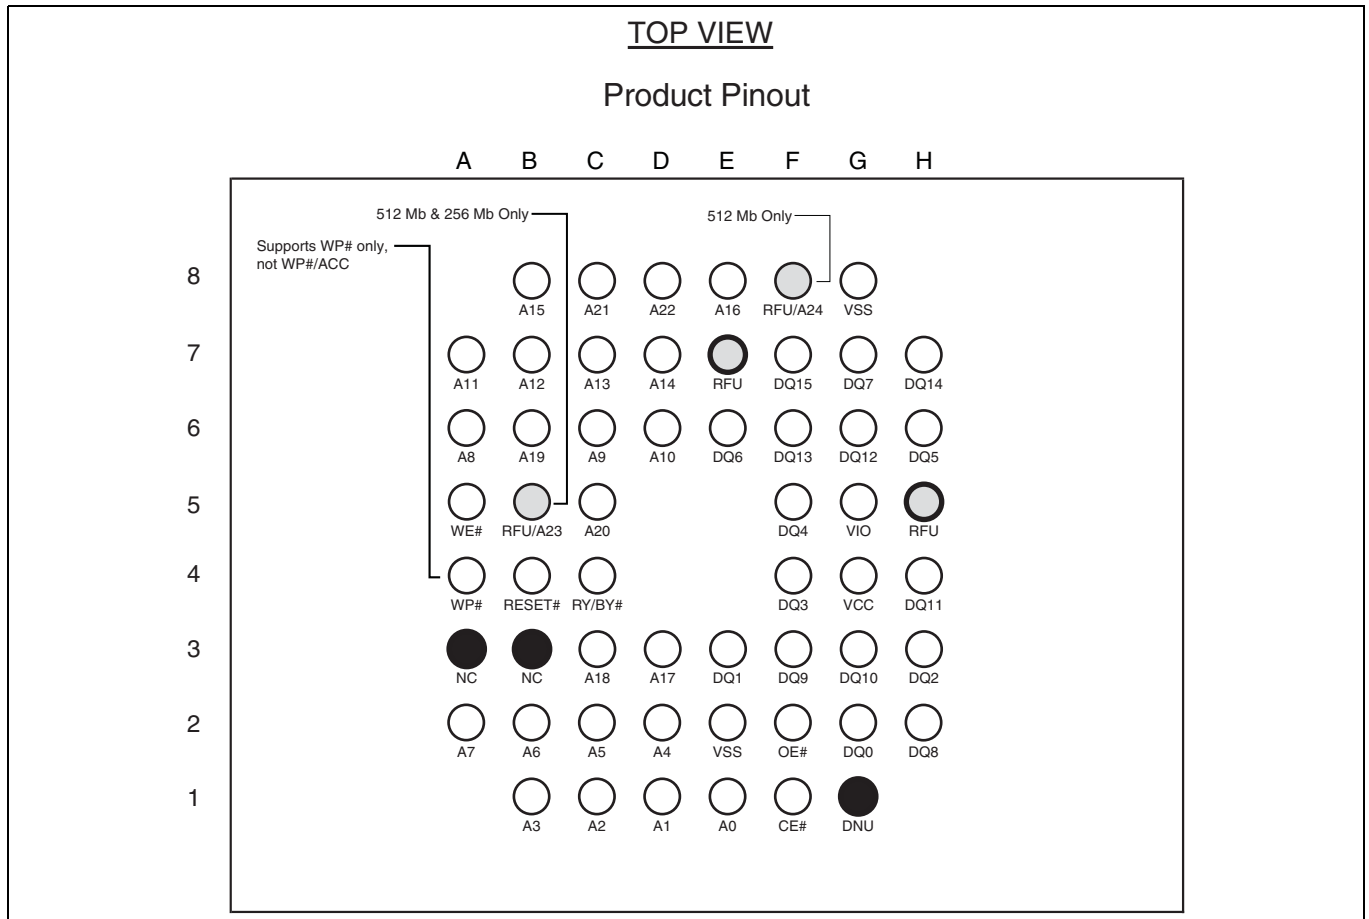 TOP VIEW
Product Pinout
A B C D E F G H
512 Mb & 256 Mb Only
512 Mb Only
Supports WP# only,
not WP#/ACC
8
A15 A21 A22 A16 RFU/A24 VSS
7
A11 A12 A13 A14 RFU DQ15 DQ7 DQ14
6
A8 A19 A9 A10 DQ6 DQ13 DQ12 DQ5
5
WE# RFU/A23 A20 DQ4 VIO RFU
4
WP# RESET# RY/BY# DQ3 VCC DQ11
3
NC NC A18 A17 DQ1 DQ9 DQ10 DQ2
2
A7 A6 A5 A4 VSS OE# DQ0 DQ8
1
A3 A2 A1 A0 CE# DNU